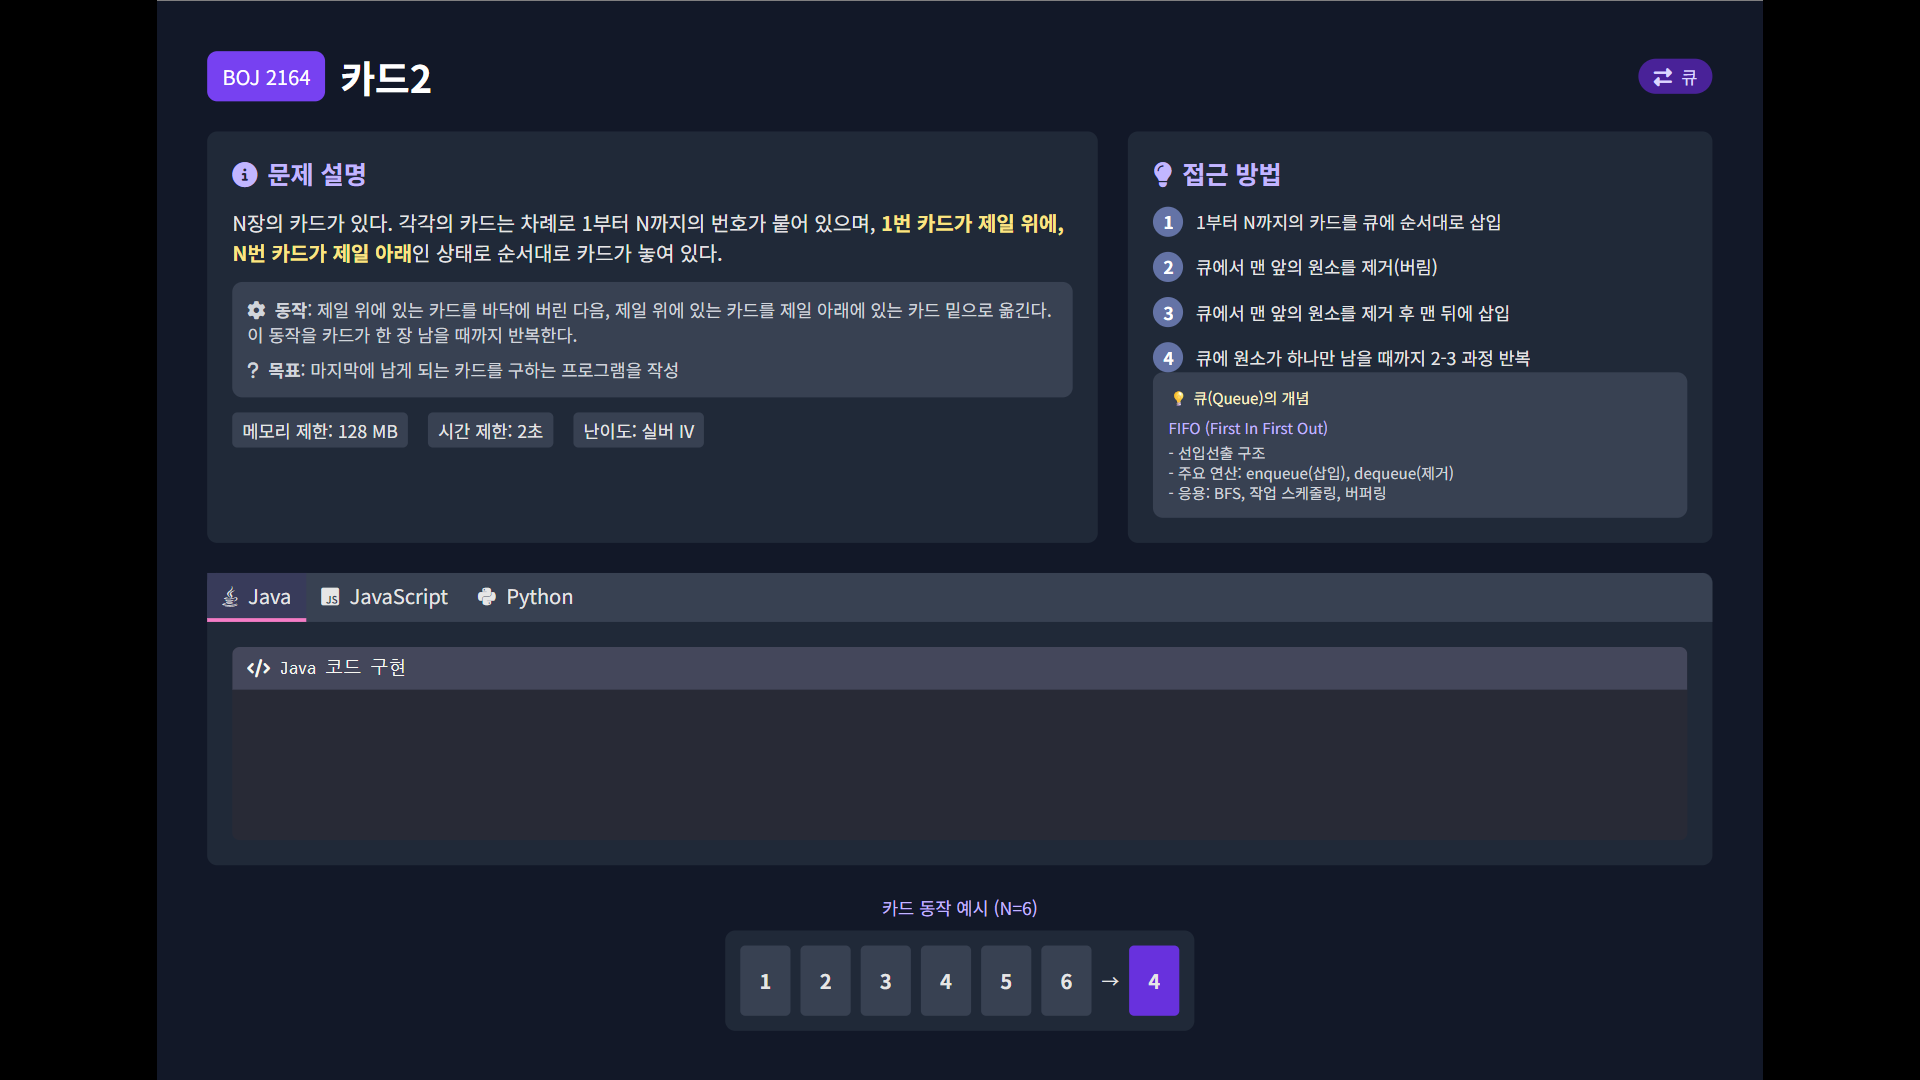 BOJ 2164
카드2
큐
문제 설명
N장의 카드가 있다. 각각의 카드는 차례로 1부터 N까지의 번호가 붙어 있으며, 1번 카드가 제일 위에,
N번 카드가 제일 아래인 상태로 순서대로 카드가 놓여 있다.
동작: 제일 위에 있는 카드를 바닥에 버린 다음, 제일 위에 있는 카드를 제일 아래에 있는 카드 밑으로 옮긴다.
이 동작을 카드가 한 장 남을 때까지 반복한다.
? 목표: 마지막에 남게 되는 카드를 구하는 프로그램을 작성
메모리 제한: 128 MB
시간 제한: 2초
난이도: 실버 IV
접근 방법
1 1부터 N까지의 카드를 큐에 순서대로 삽입
2 큐에서 맨 앞의 원소를 제거(버림)
3 큐에서 맨 앞의 원소를 제거 후 맨 뒤에 삽입
4 큐에 원소가 하나만 남을 때까지 2-3 과정 반복
💡 큐(Queue)의 개념
FIFO (First In First Out)
- 선입선출 구조
- 주요 연산: enqueue(삽입), dequeue(제거)
- 응용: BFS, 작업 스케줄링, 버퍼링
Java
JS JavaScript
Python
</> Java 코드 구현
카드 동작 예시 (N=6)
1 2 3 4 5 6 → 4